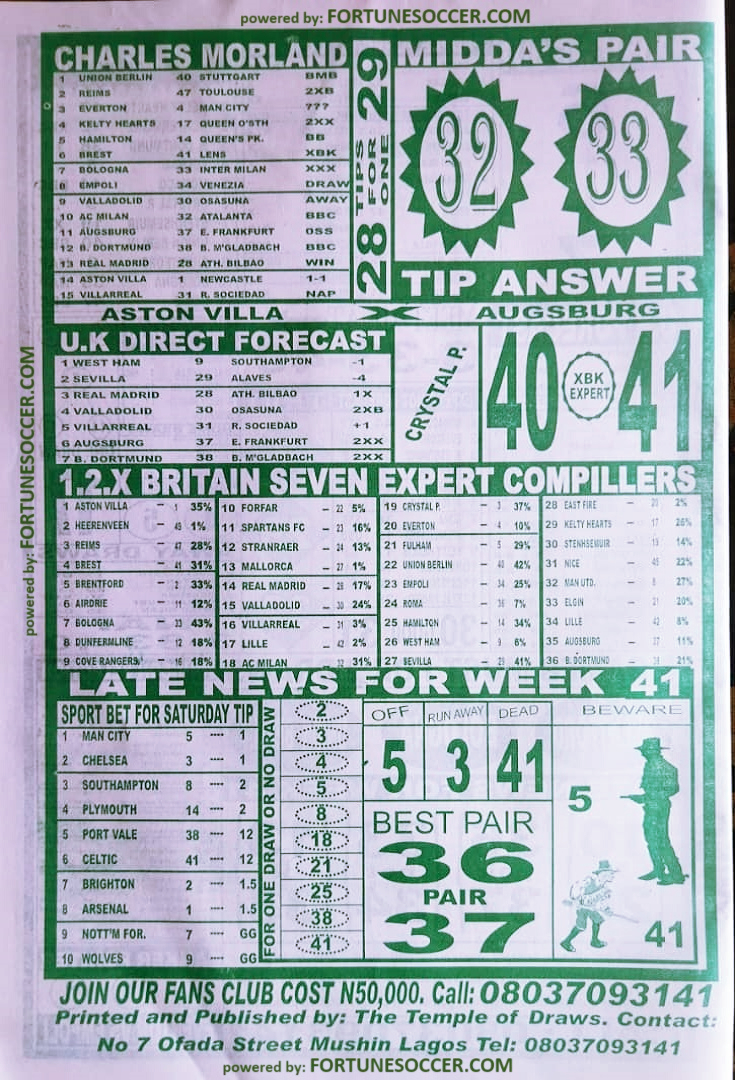 powered by: FORTUNESOCCER.COM
CHARLES MORLAND
1 UNION BERLIN 40 STUTTGART BMB
2 REIMS 47 TOULOUSE 2XB
3 EVERTON 4 MAN CITY ???
4 KELTY HEARTS 17 QUEEN O'STH 2XX
5 HAMILTON 14 QUEEN'S PK. BB
6 BREST 41 LENS XBK
7 BOLOGNA 33 INTER MILAN XXX
8 EMPOLI 34 VENEZIA DRAW
9 VALLADOLID 30 OSASUNA AWAY
10 AC MILAN 32 ATALANTA BBC
11 AUGSBURG 37 E. FRANKFURT OSS
12 B. DORTMUND 38 B. M'GLADBACH BBC
13 REAL MADRID 28 ATH. BILBAO WIN
14 ASTON VILLA 1 NEWCASTLE 1-1
15 VILLARREAL 31 R. SOCIEDAD NAP
28 TIPS FOR ONE 29
MIDDA'S PAIR
32 33
TIP ANSWER
ASTON VILLA X AUGSBURG
U.K DIRECT FORECAST
1 WEST HAM 9 SOUTHAMPTON -1
2 SEVILLA 29 ALAVES -4
3 REAL MADRID 28 ATH. BILBAO 1X
4 VALLADOLID 30 OSASUNA 2XB
5 VILLARREAL 31 R. SOCIEDAD +1
6 AUGSBURG 37 E. FRANKFURT 2XX
7 B. DORTMUND 38 B. M'GLADBACH 2XX
CRYSTAL P.
40 XBK EXPERT 41
1.2.X BRITAIN SEVEN EXPERT COMPILLERS
1 ASTON VILLA - 1 35%
2 HEERENVEEN - 49 1%
3 REIMS - 47 28%
4 BREST - 41 31%
5 BRENTFORD - 2 33%
6 AIRDRIE - 11 12%
7 BOLOGNA - 33 43%
8 DUNFERMLINE - 12 18%
9 COVE RANGERS - 16 18%
10 FORFAR - 22 5%
11 SPARTANS FC - 23 16%
12 STRANRAER - 24 13%
13 MALLORCA - 27 1%
14 REAL MADRID - 28 17%
15 VALLADOLID - 30 24%
16 VILLARREAL - 31 3%
17 LILLE - 42 2%
18 AC MILAN - 32 31%
19 CRYSTAL P. - 3 37%
20 EVERTON - 4 10%
21 FULHAM - 5 29%
22 UNION BERLIN - 40 42%
23 EMPOLI - 34 25%
24 ROMA - 36 7%
25 HAMILTON - 14 34%
26 WEST HAM - 9 6%
27 SEVILLA - 29 41%
28 EAST FIRE - 2%
29 KELTY HEARTS - 17 26%
30 STENHSEMUIR - 14%
31 NICE - 22%
32 MAN UTD. - 8 27%
33 ELGIN - 21 20%
34 LILLE - 42 8%
35 AUGSBURG - 37 11%
36 B. DORTMUND - 38 21%
LATE NEWS FOR WEEK 41
SPORT BET FOR SATURDAY TIP
1 MAN CITY 5 ---- 1
2 CHELSEA 3 ---- 1
3 SOUTHAMPTON 8 ---- 2
4 PLYMOUTH 14 ---- 2
5 PORT VALE 38 ---- 12
6 CELTIC 41 ---- 12
7 BRIGHTON 2 ---- 1.5
8 ARSENAL 1 ---- 1.5
9 NOTT'M FOR. 7 ---- GG
10 WOLVES 9 ---- GG
FOR ONE DRAW OR NO DRAW
2
3
4
5
8
18
21
25
38
41
OFF RUN AWAY DEAD
5 3 41
BEST PAIR
36
PAIR
37
BEWARE
5
41
JOIN OUR FANS CLUB COST N50,000. Call: 08037093141
Printed and Published by: The Temple of Draws. Contact:
No 7 Ofada Street Mushin Lagos Tel: 08037093141
powered by: FORTUNESOCCER.COM
powered by: FORTUNESOCCER.COM